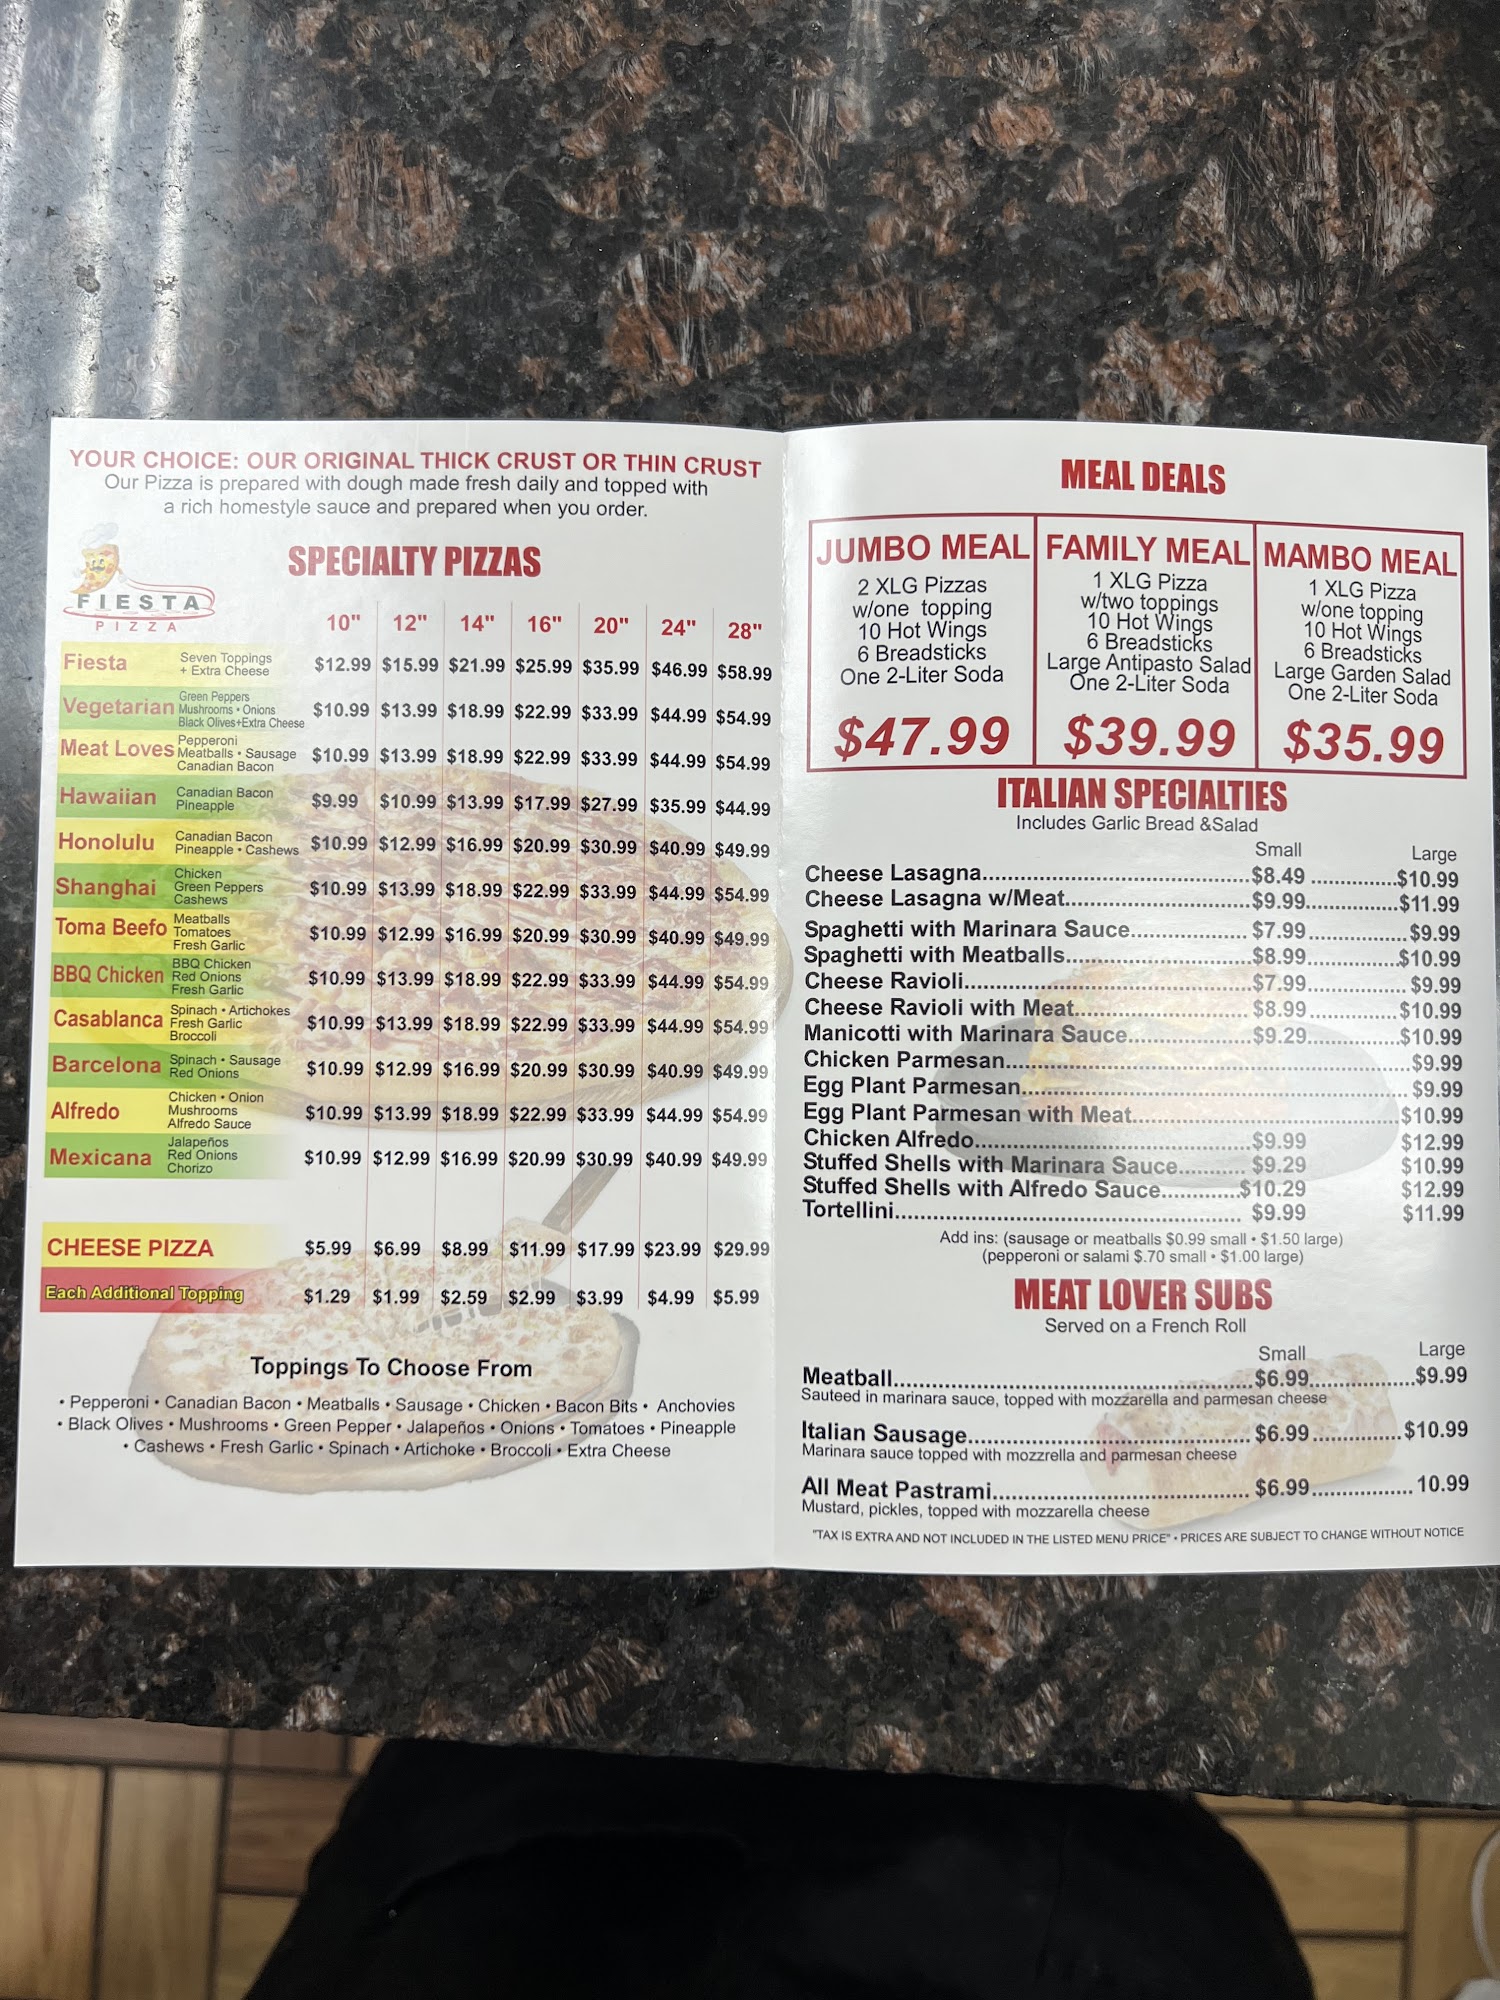 YOUR CHOICE: OUR ORIGINAL THICK CRUST OR THIN CRUST
Our Pizza is prepared with dough made fresh daily and topped with
a rich homestyle sauce and prepared when you order.
FIESTA
PIZZA
SPECIALTY PIZZAS
10" 12" 14" 16" 20" 24" 28"
Fiesta Seven Toppings
+ Extra Cheese
$12.99 $15.99 $21.99 $25.99 $35.99 $46.99 $58.99
Vegetarian Green Peppers
Mushrooms • Onions
Black Olives+Extra Cheese
$10.99 $13.99 $18.99 $22.99 $33.99 $44.99 $54.99
Meat Loves Pepperoni
Meatballs • Sausage
Canadian Bacon
$10.99 $13.99 $18.99 $22.99 $33.99 $44.99 $54.99
Hawaiian Canadian Bacon
Pineapple
$9.99 $10.99 $13.99 $17.99 $27.99 $35.99 $44.99
Honolulu Canadian Bacon
Pineapple • Cashews
$10.99 $12.99 $16.99 $20.99 $30.99 $40.99 $49.99
Shanghai Chicken
Green Peppers
Cashews
$10.99 $13.99 $18.99 $22.99 $33.99 $44.99 $54.99
Toma Beefo Meatballs
Tomatoes
Fresh Garlic
$10.99 $12.99 $16.99 $20.99 $30.99 $40.99 $49.99
BBQ Chicken BBQ Chicken
Red Onions
Fresh Garlic
$10.99 $13.99 $18.99 $22.99 $33.99 $44.99 $54.99
Casablanca Spinach • Artichokes
Fresh Garlic
Broccoli
$10.99 $13.99 $18.99 $22.99 $33.99 $44.99 $54.99
Barcelona Spinach • Sausage
Red Onions
$10.99 $12.99 $16.99 $20.99 $30.99 $40.99 $49.99
Alfredo Chicken • Onion
Mushrooms
Alfredo Sauce
$10.99 $13.99 $18.99 $22.99 $33.99 $44.99 $54.99
Mexicana Jalapeños
Red Onions
Chorizo
$10.99 $12.99 $16.99 $20.99 $30.99 $40.99 $49.99
CHEESE PIZZA $5.99 $6.99 $8.99 $11.99 $17.99 $23.99 $29.99
Each Additional Topping $1.29 $1.99 $2.59 $2.99 $3.99 $4.99 $5.99
Toppings To Choose From
• Pepperoni • Canadian Bacon • Meatballs • Sausage • Chicken • Bacon Bits • Anchovies
• Black Olives • Mushrooms • Green Pepper • Jalapeños • Onions • Tomatoes • Pineapple
• Cashews • Fresh Garlic • Spinach • Artichoke • Broccoli • Extra Cheese
MEAL DEALS
JUMBO MEAL
2 XLG Pizzas
w/one topping
10 Hot Wings
6 Breadsticks
One 2-Liter Soda
$47.99
FAMILY MEAL
1 XLG Pizza
w/two toppings
10 Hot Wings
6 Breadsticks
Large Antipasto Salad
One 2-Liter Soda
$39.99
MAMBO MEAL
1 XLG Pizza
w/one topping
10 Hot Wings
6 Breadsticks
Large Garden Salad
One 2-Liter Soda
$35.99
ITALIAN SPECIALTIES
Includes Garlic Bread &Salad
Small Large
Cheese Lasagna....$8.49....$10.99
Cheese Lasagna w/Meat....$9.99....$11.99
Spaghetti with Marinara Sauce....$7.99....$9.99
Spaghetti with Meatballs....$8.99....$10.99
Cheese Ravioli....$7.99....$9.99
Cheese Ravioli with Meat....$8.99....$10.99
Manicotti with Marinara Sauce....$9.29....$10.99
Chicken Parmesan....$9.99
Egg Plant Parmesan....$9.99
Egg Plant Parmesan with Meat....$10.99
Chicken Alfredo....$9.99 $12.99
Stuffed Shells with Marinara Sauce....$9.29 $10.99
Stuffed Shells with Alfredo Sauce....$10.29 $12.99
Tortellini....$9.99 $11.99
Add ins: (sausage or meatballs $0.99 small • $1.50 large)
(pepperoni or salami $.70 small • $1.00 large)
MEAT LOVER SUBS
Served on a French Roll
Small Large
Meatball....$6.99....$9.99
Sauteed in marinara sauce, topped with mozzarella and parmesan cheese
Italian Sausage....$6.99....$10.99
Marinara sauce topped with mozzrella and parmesan cheese
All Meat Pastrami....$6.99....10.99
Mustard, pickles, topped with mozzarella cheese
"TAX IS EXTRA AND NOT INCLUDED IN THE LISTED MENU PRICE" • PRICES ARE SUBJECT TO CHANGE WITHOUT NOTICE